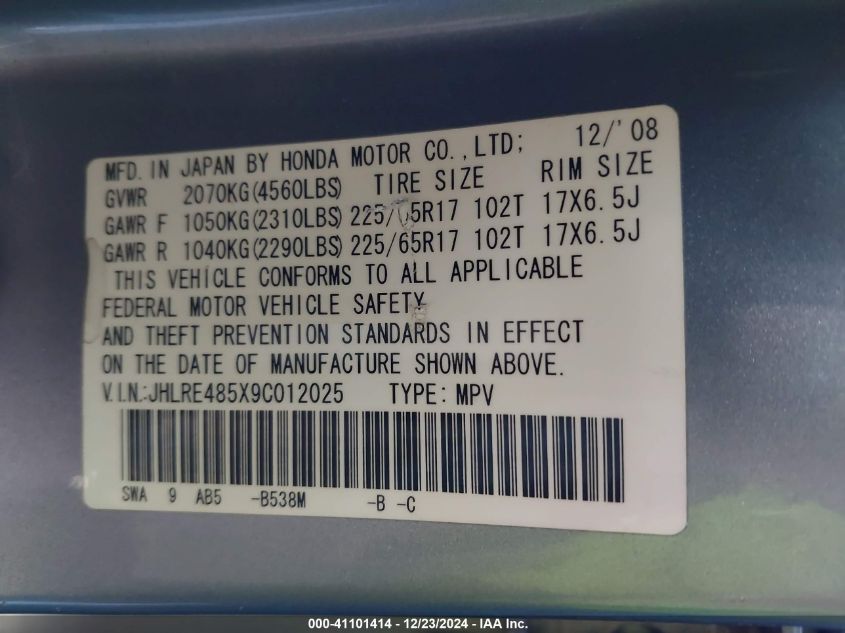 MFD. IN JAPAN BY HONDA MOTOR CO.,LTD; 12/'08
GVWR 2070KG(4560LBS) TIRE SIZE RIM SIZE
GAWR F 1050KG(2310LBS) 225/ 5R17 102T 17X6.5J
GAWR R 1040KG(2290LBS) 225/65R17 102T 17X6.5J
THIS VEHICLE CONFORMS TO ALL APPLICABLE
FEDERAL MOTOR VEHICLE SAFETY
AND THEFT PREVENTION STANDARDS IN EFFECT
ON THE DATE OF MANUFACTURE SHOWN ABOVE.
V.I.N.:JHLRE485X9C012025 TYPE: MPV
SWA 9 AB5 -B538M -B -C
000-41101414 - 12/23/2024 - IAA Inc.